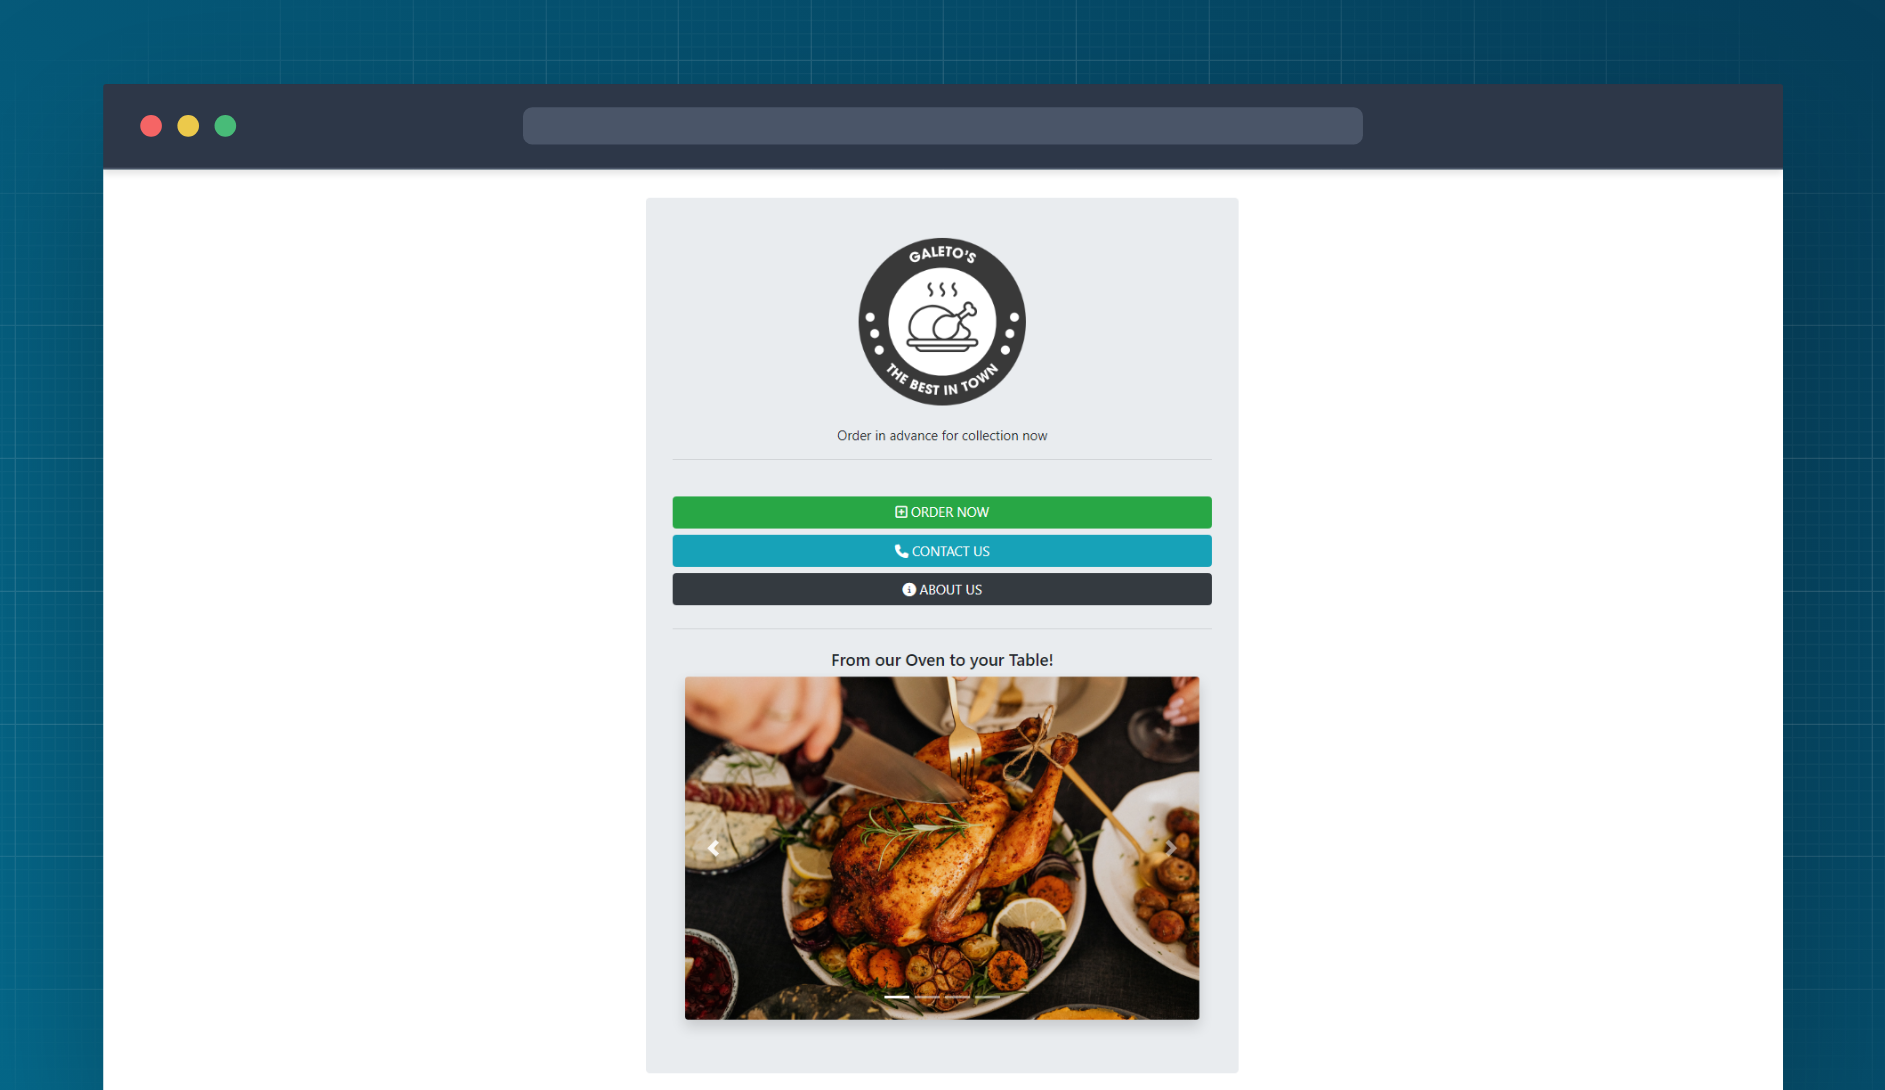 GALETO'S
THE BEST IN TOWN
Order in advance for collection now
ORDER NOW
CONTACT US
ABOUT US
From our Oven to your Table!